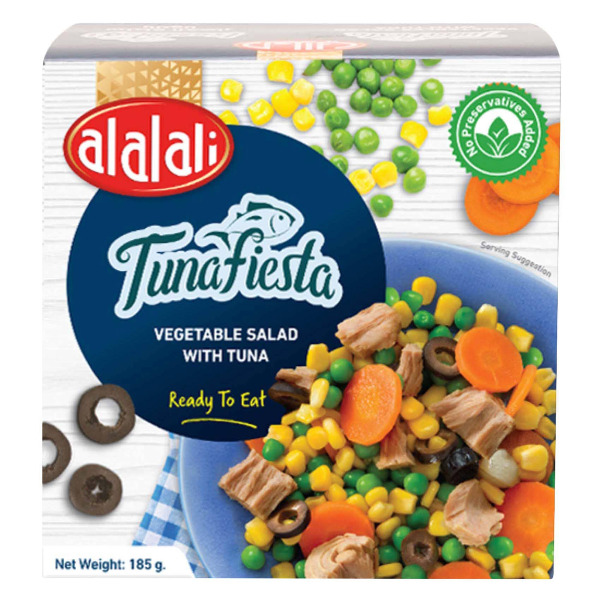 alalali
No Preservatives Added
TunaFiesta
Serving Suggestion
VEGETABLE SALAD
WITH TUNA
Ready To Eat
Net Weight: 185 g.